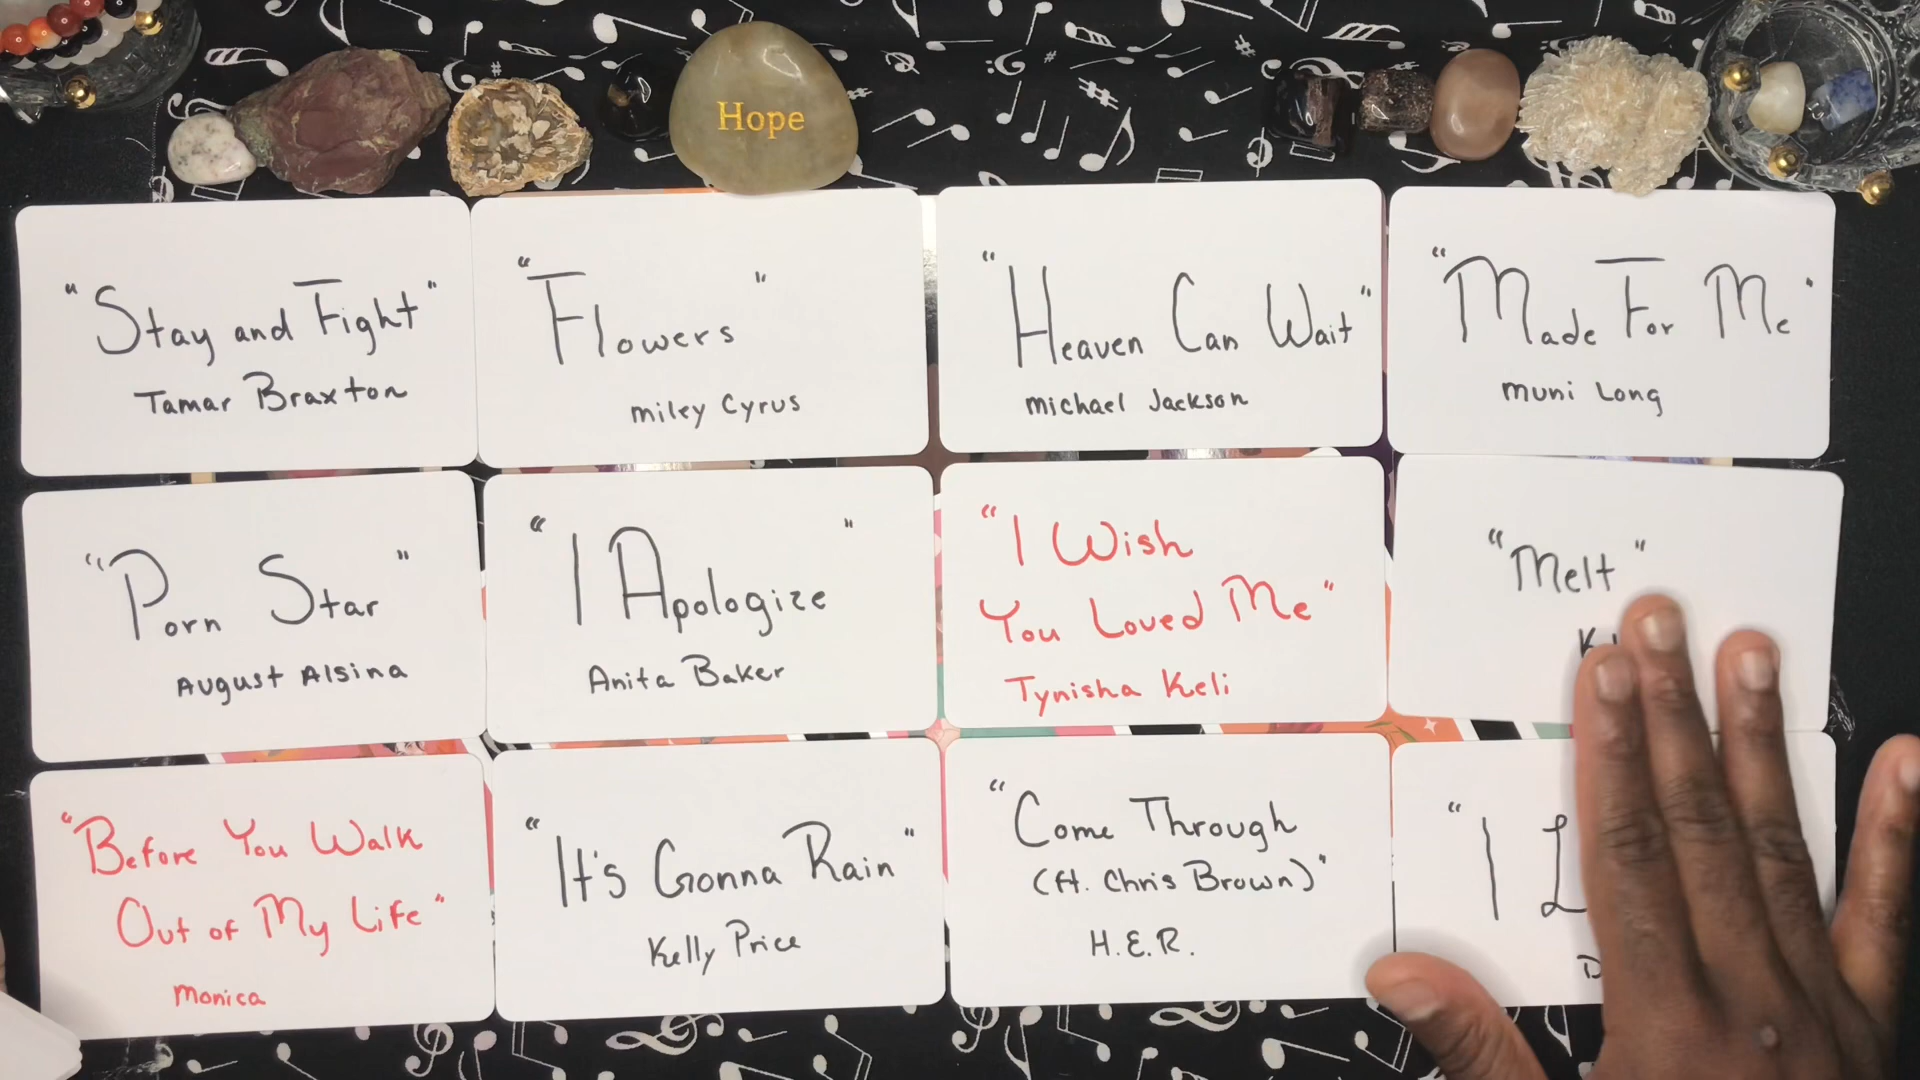 Hope
"Stay and Fight"
Tamar Braxton
"Flowers"
Miley Cyrus
"Heaven Can Wait"
Michael Jackson
"Made For Me"
Muni Long
"Porn Star"
August Alsina
"I Apologize"
Anita Baker
"I Wish
You Loved Me"
Tynisha Keli
"Melt"
"Before You Walk
Out of My Life"
Monica
"It's Gonna Rain"
Kelly Price
"Come Through
(ft. Chris Brown)"
H.E.R.
"I